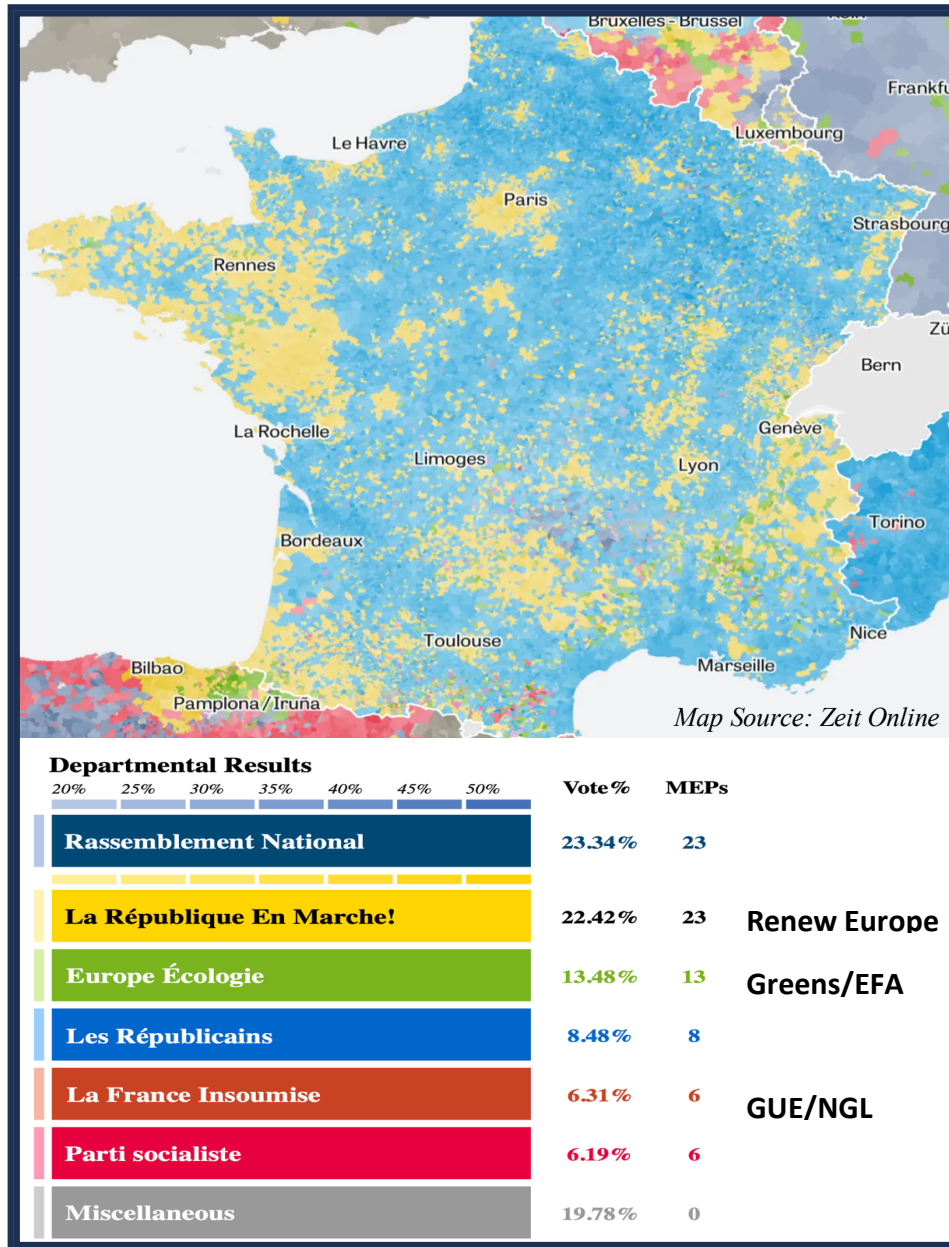 Bruxelles - Brussel
Köln
Frankfu
Luxembourg
Le Havre
Paris
Strasbourg
Rennes
Zü
Bern
La Rochelle
Genève
Limoges
Lyon
Torino
Bordeaux
Nice
Toulouse
Marseille
Bilbao
Pamplona/Iruña
Map Source: Zeit Online
Departmental Results
20% 25% 30% 35% 40% 45% 50% Vote% MEPs
Rassemblement National 23.34% 23
La République En Marche! 22.42% 23 Renew Europe
Europe Écologie 13.48% 13 Greens/EFA
Les Républicains 8.48% 8
La France Insoumise 6.31% 6 GUE/NGL
Parti socialiste 6.19% 6
Miscellaneous 19.78% 0